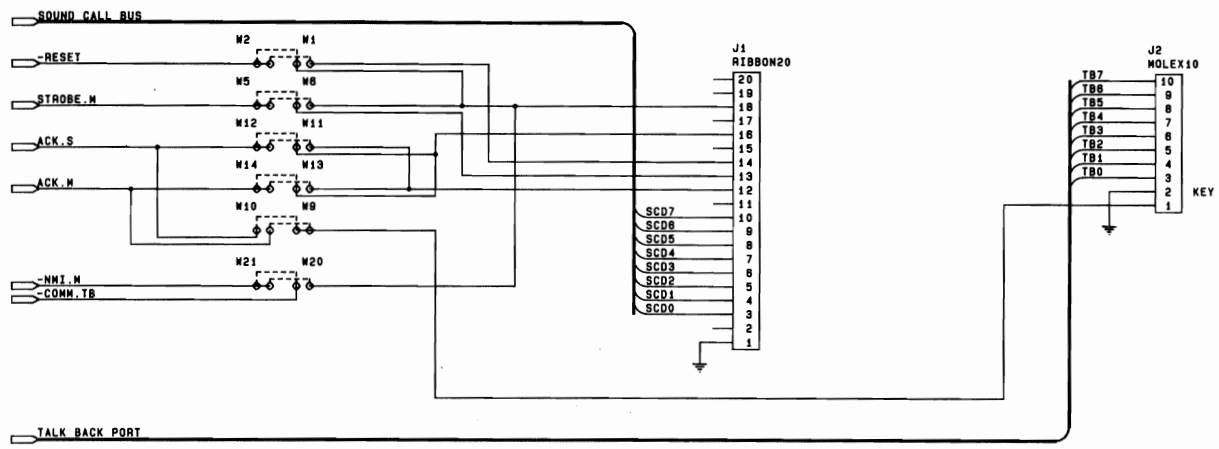 SOUND CALL BUS
-RESET
STROBE.M
ACK.S
ACK.M
-NMI.M
-COMM.TB
TALK BACK PORT
W2 W1
W5 W6
W12 W11
W14 W13
W10 W9
W21 W20
J1
RIBBON20
20
19
18
17
16
15
14
13
12
11
SCD7 10
SCD6 9
SCD5 8
SCD4 7
SCD3 6
SCD2 5
SCD1 4
SCD0 3
2
1
J2
MOLEX10
TB7 10
TB6 9
TB5 8
TB4 7
TB3 6
TB2 5
TB1 4
TB0 3
2 KEY
1